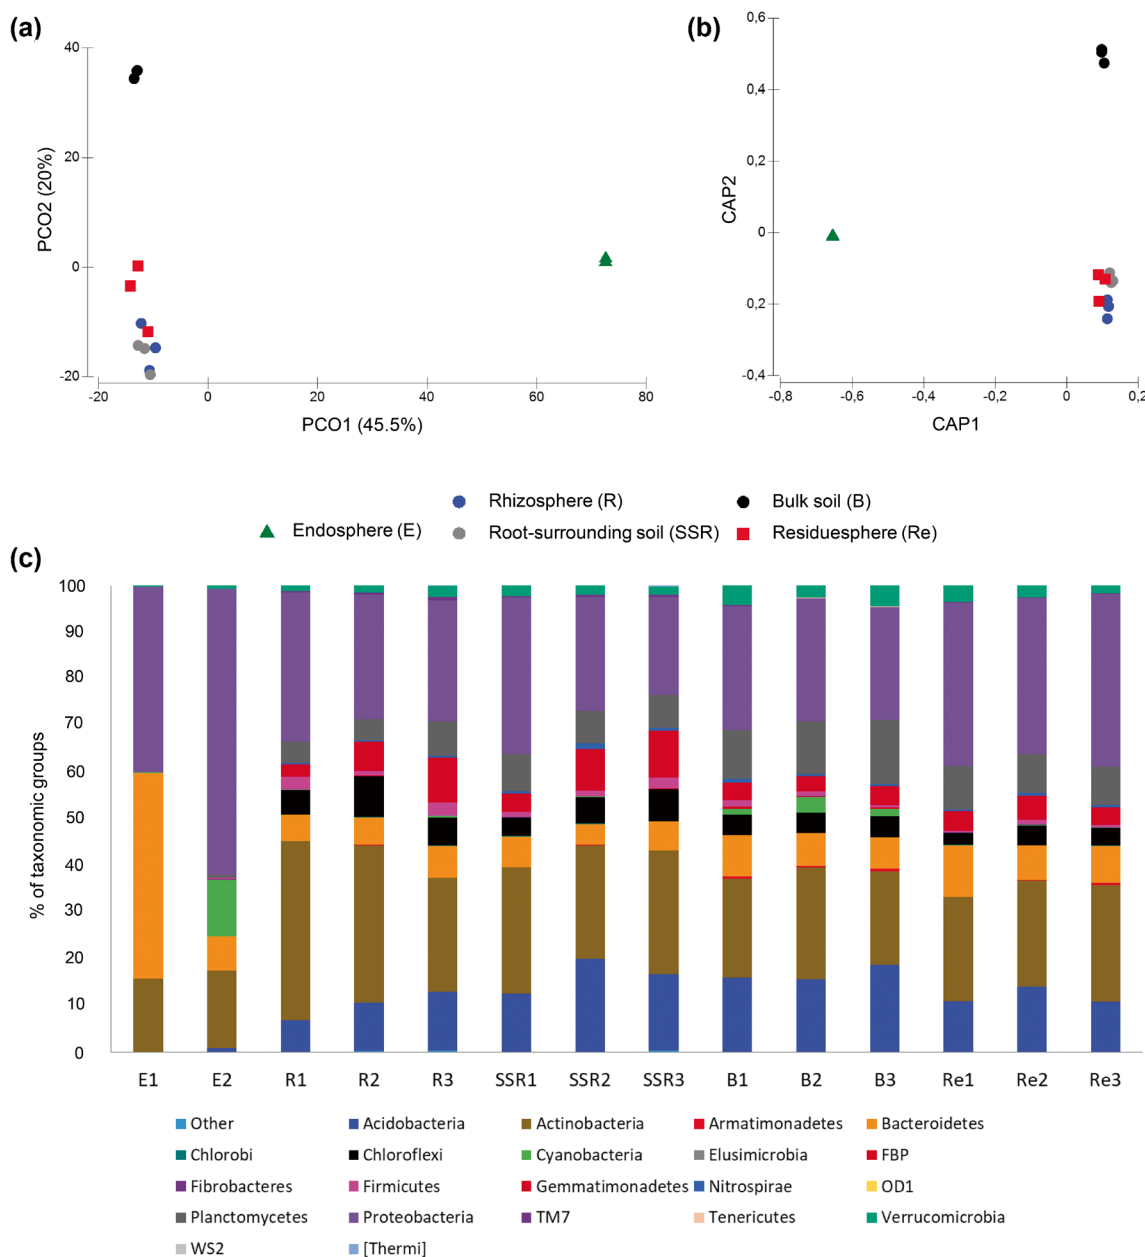 (a)
(b)
40
20
0
-20
PCO2 (20%)
-20 0 20 40 60 80
PCO1 (45.5%)
0,6
0,4
0,2
0
-0,2
-0,4
CAP2
-0,8 -0,6 -0,4 -0,2 0 0,2
CAP1
Rhizosphere (R) Bulk soil (B)
Endosphere (E) Root-surrounding soil (SSR) Residuesphere (Re)
(c)
100
90
80
70
60
50
40
30
20
10
0
% of taxonomic groups
E1 E2 R1 R2 R3 SSR1 SSR2 SSR3 B1 B2 B3 Re1 Re2 Re3
Other Acidobacteria Actinobacteria Armatimonadetes Bacteroidetes
Chlorobi Chloroflexi Cyanobacteria Elusimicrobia FBP
Fibrobacteres Firmicutes Gemmatimonadetes Nitrospirae OD1
Planctomycetes Proteobacteria TM7 Tenericutes Verrucomicrobia
WS2 [Thermi]